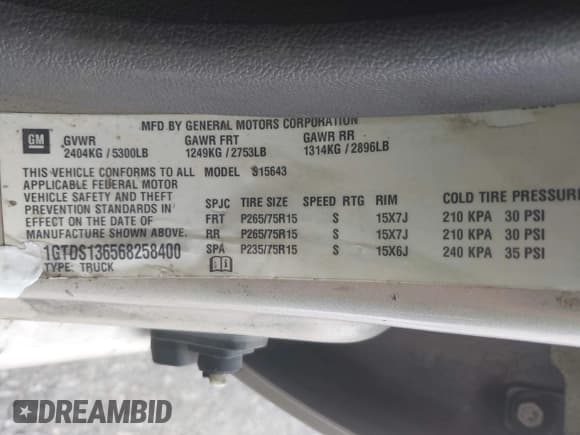 MFD BY GENERAL MOTORS CORPORATION
GM
GVWR GAWR FRT GAWR RR
2404KG / 5300LB 1249KG / 2753LB 1314KG / 2896LB
THIS VEHICLE CONFORMS TO ALL
APPLICABLE FEDERAL MOTOR
VEHICLE SAFETY AND THEFT
PREVENTION STANDARDS IN
EFFECT ON THE DATE OF
MANUFACTURE SHOWN ABOVE.
1GTDS136568258400
TYPE: TRUCK
MODEL: S15643
SPJC TIRE SIZE SPEED RTG RIM COLD TIRE PRESSURE
FRT P265/75R15 S 15X7J 210 KPA 30 PSI
RR P265/75R15 S 15X7J 210 KPA 30 PSI
SPA P235/75R15 S 15X6J 240 KPA 35 PSI
DREAMBID